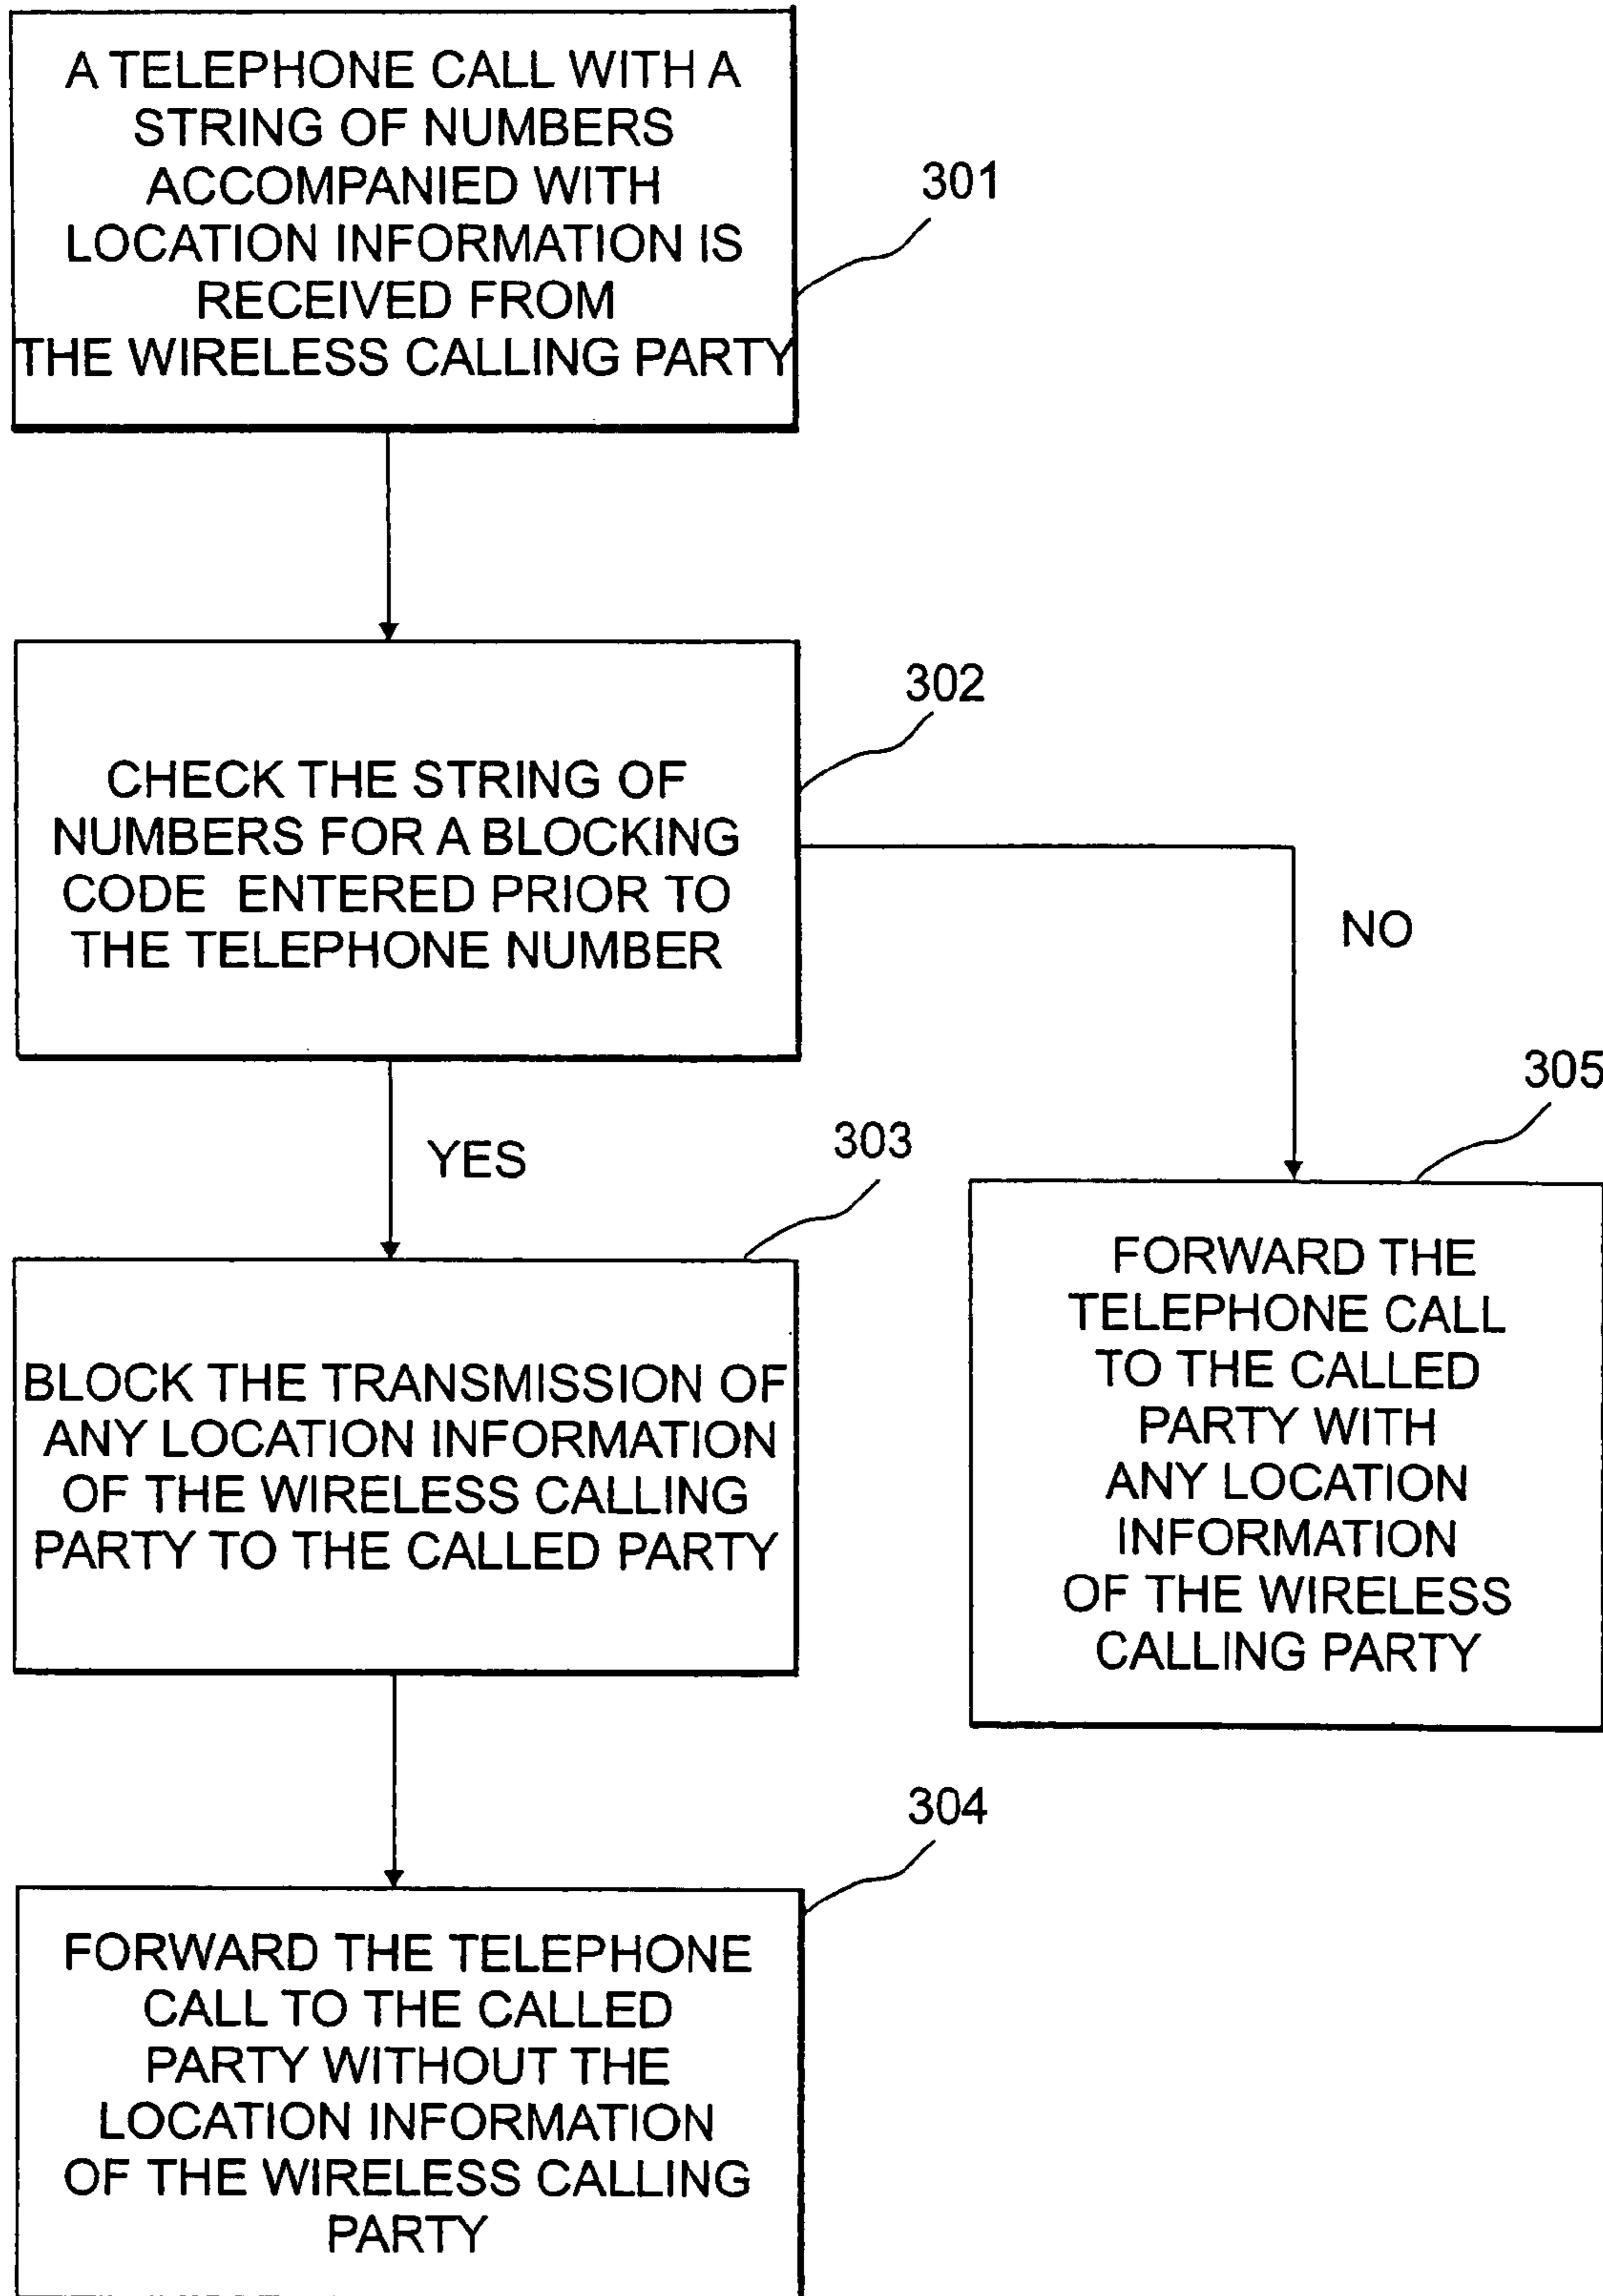 A TELEPHONE CALL WITH A
STRING OF NUMBERS
ACCOMPANIED WITH
LOCATION INFORMATION IS
RECEIVED FROM
THE WIRELESS CALLING PARTY
301
302
CHECK THE STRING OF
NUMBERS FOR A BLOCKING
CODE ENTERED PRIOR TO
THE TELEPHONE NUMBER
NO
YES
303
305
BLOCK THE TRANSMISSION OF
ANY LOCATION INFORMATION
OF THE WIRELESS CALLING
PARTY TO THE CALLED PARTY
FORWARD THE
TELEPHONE CALL
TO THE CALLED
PARTY WITH
ANY LOCATION
INFORMATION
OF THE WIRELESS
CALLING PARTY
304
FORWARD THE TELEPHONE
CALL TO THE CALLED
PARTY WITHOUT THE
LOCATION INFORMATION
OF THE WIRELESS CALLING
PARTY